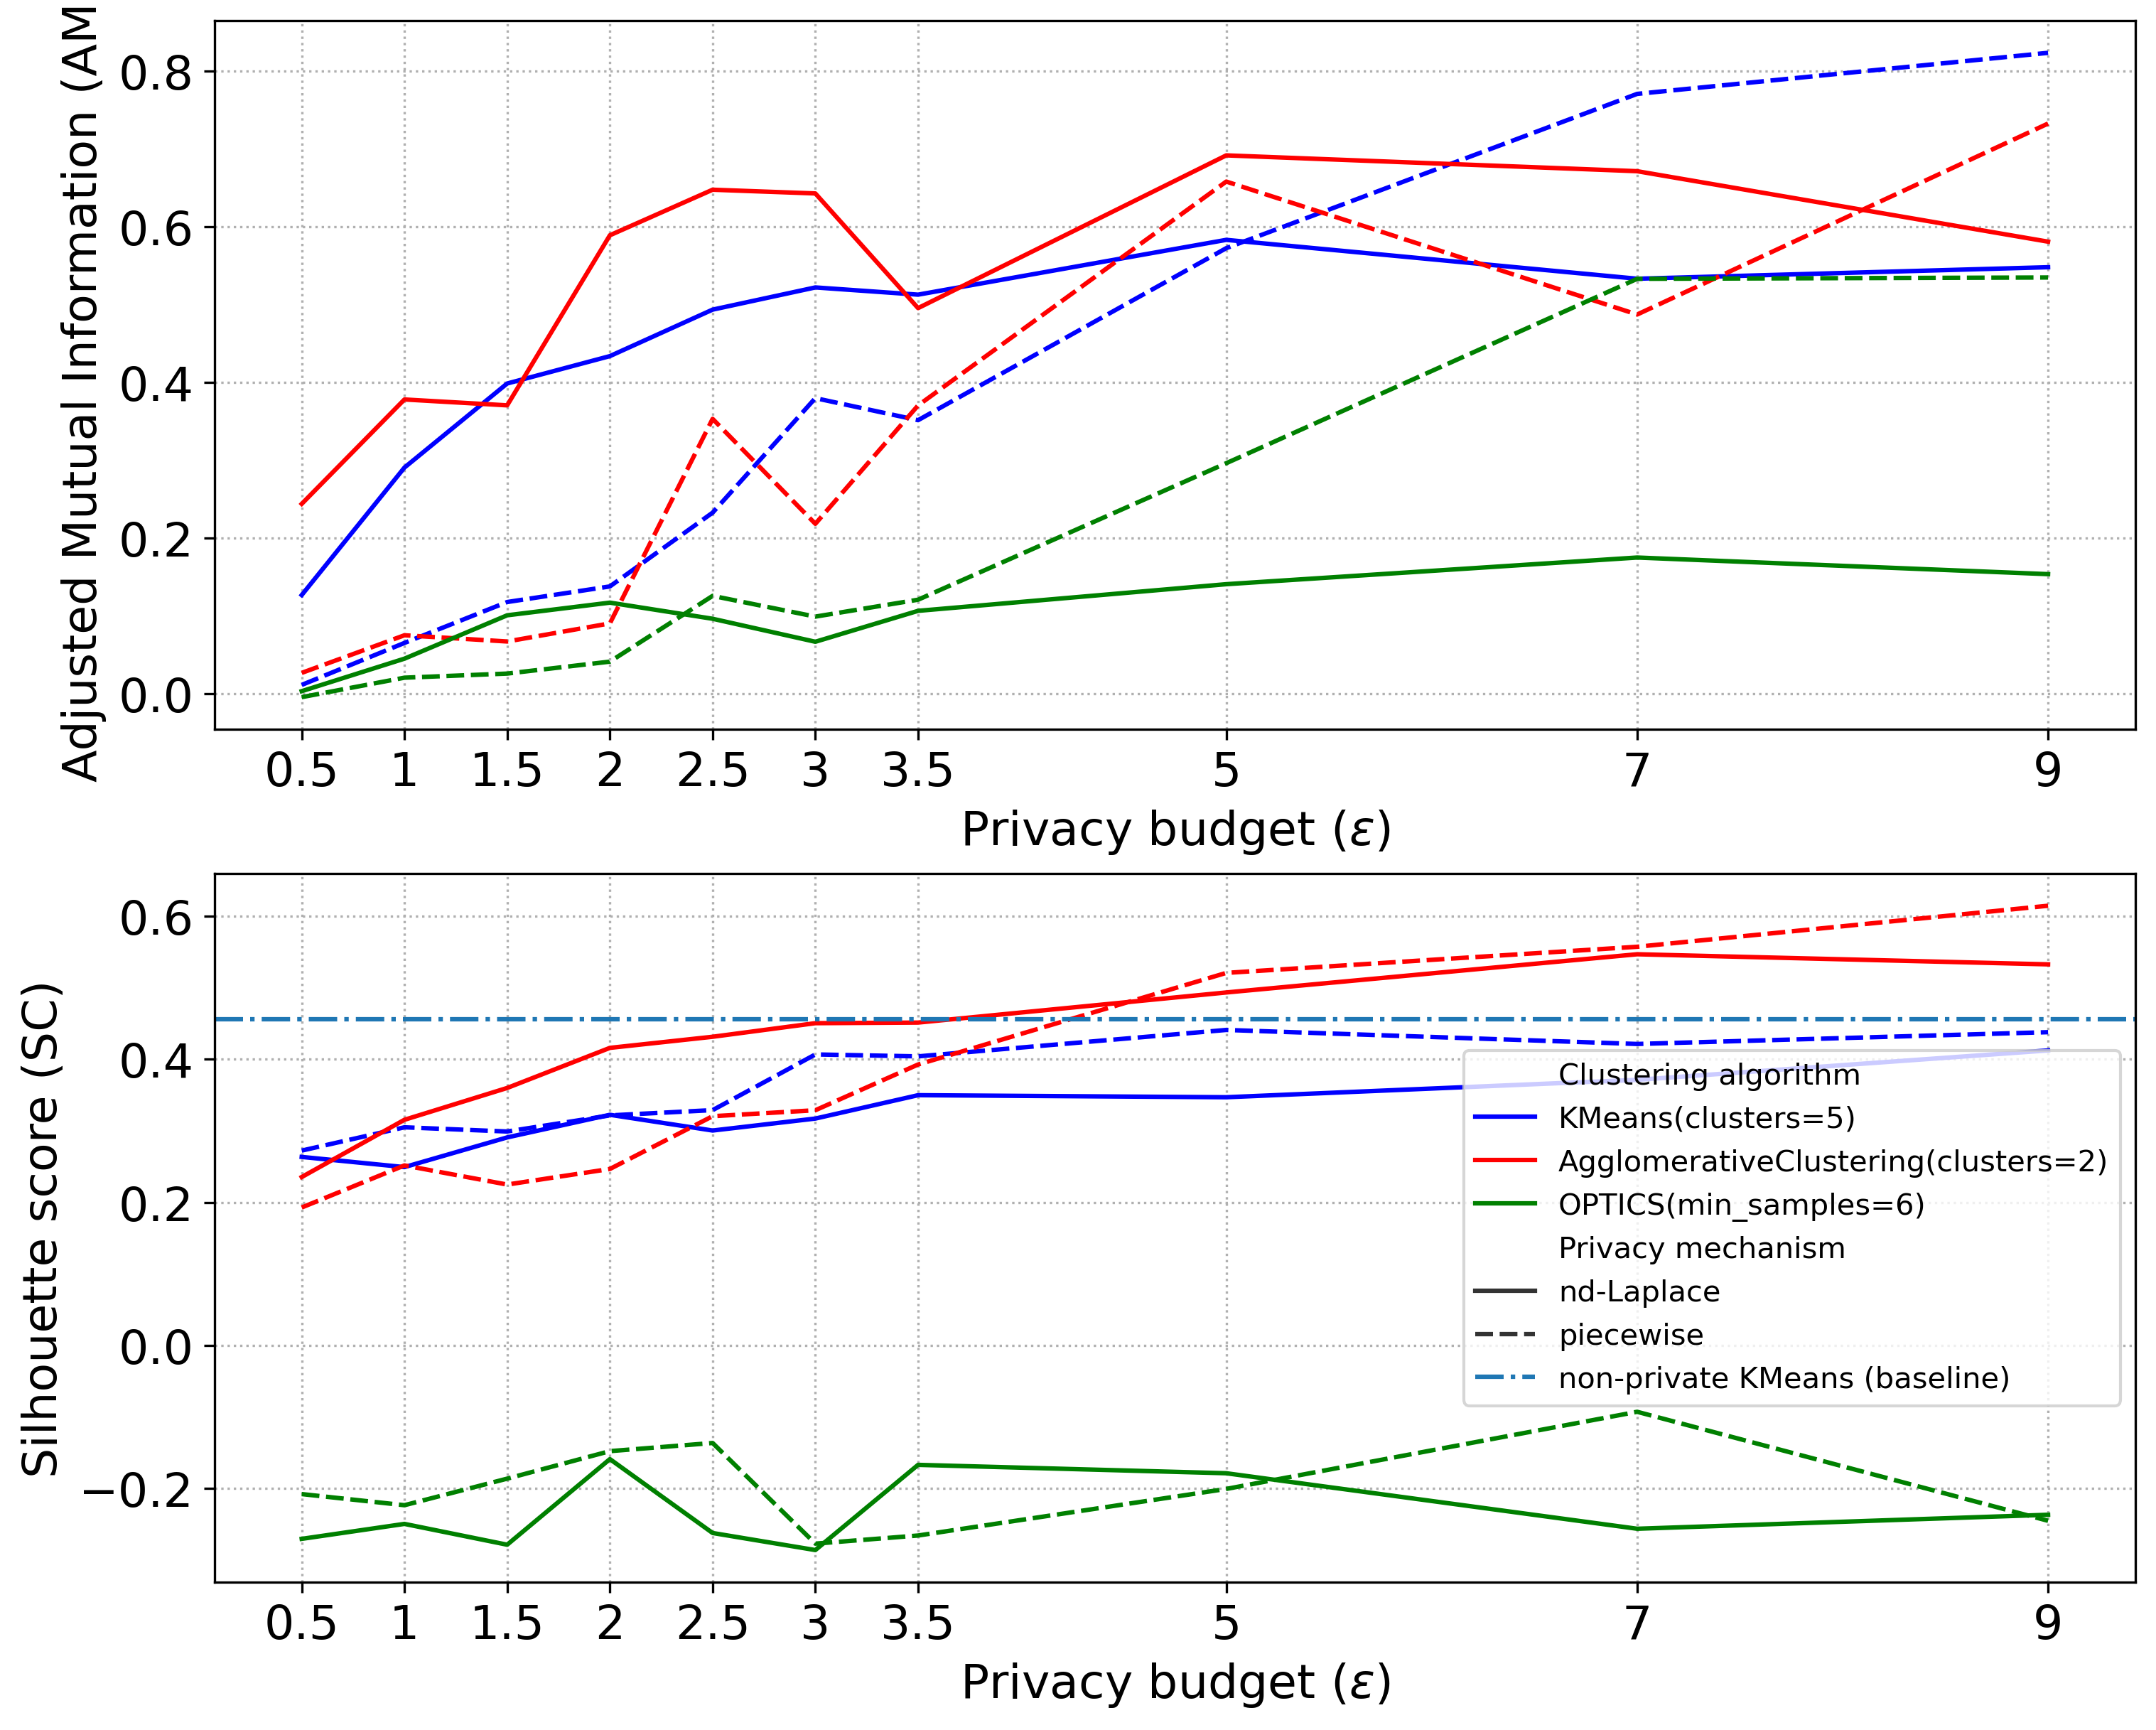 Adjusted Mutual Information (AM
0.8
0.6
0.4
0.2
0.0
0.5 1 1.5 2 2.5 3 3.5 5 7 9
Privacy budget (ε)
Silhouette score (SC)
0.6
0.4
0.2
0.0
−0.2
Clustering algorithm
KMeans(clusters=5)
AgglomerativeClustering(clusters=2)
OPTICS(min_samples=6)
Privacy mechanism
nd-Laplace
piecewise
non-private KMeans (baseline)
0.5 1 1.5 2 2.5 3 3.5 5 7 9
Privacy budget (ε)